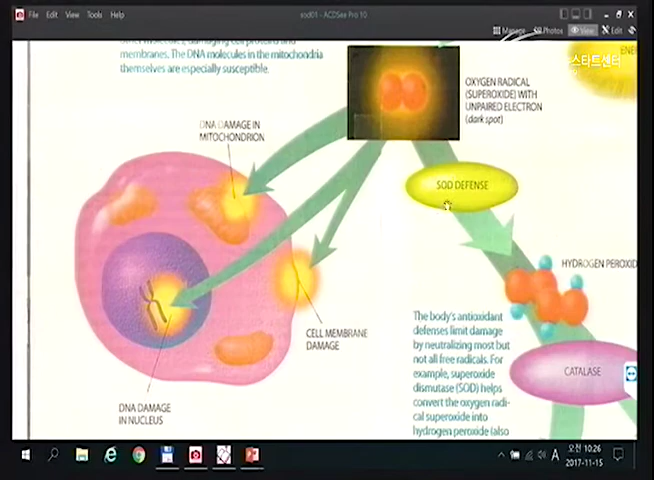 File Edit View Tools Help
sod01 - ACDSee Pro 10
Manage Photos View Edit
스타트센터
membranes. The DNA molecules in the mitochondria
themselves are especially susceptible.
OXYGEN RADICAL
(SUPEROXIDE) WITH
UNPAIRED ELECTRON
(dark spot)
DNA DAMAGE IN
MITOCHONDRION
SOD DEFENSE
HYDROGEN PEROXID
CELL MEMBRANE
DAMAGE
The body's antioxidant
defenses limit damage
by neutralizing most but
not all free radicals. For
example, superoxide
dismutase (SOD) helps
convert the oxygen radi-
cal superoxide into
hydrogen peroxide (also
CATALASE
DNA DAMAGE
IN NUCLEUS
A
오전 10:26
2017-11-15